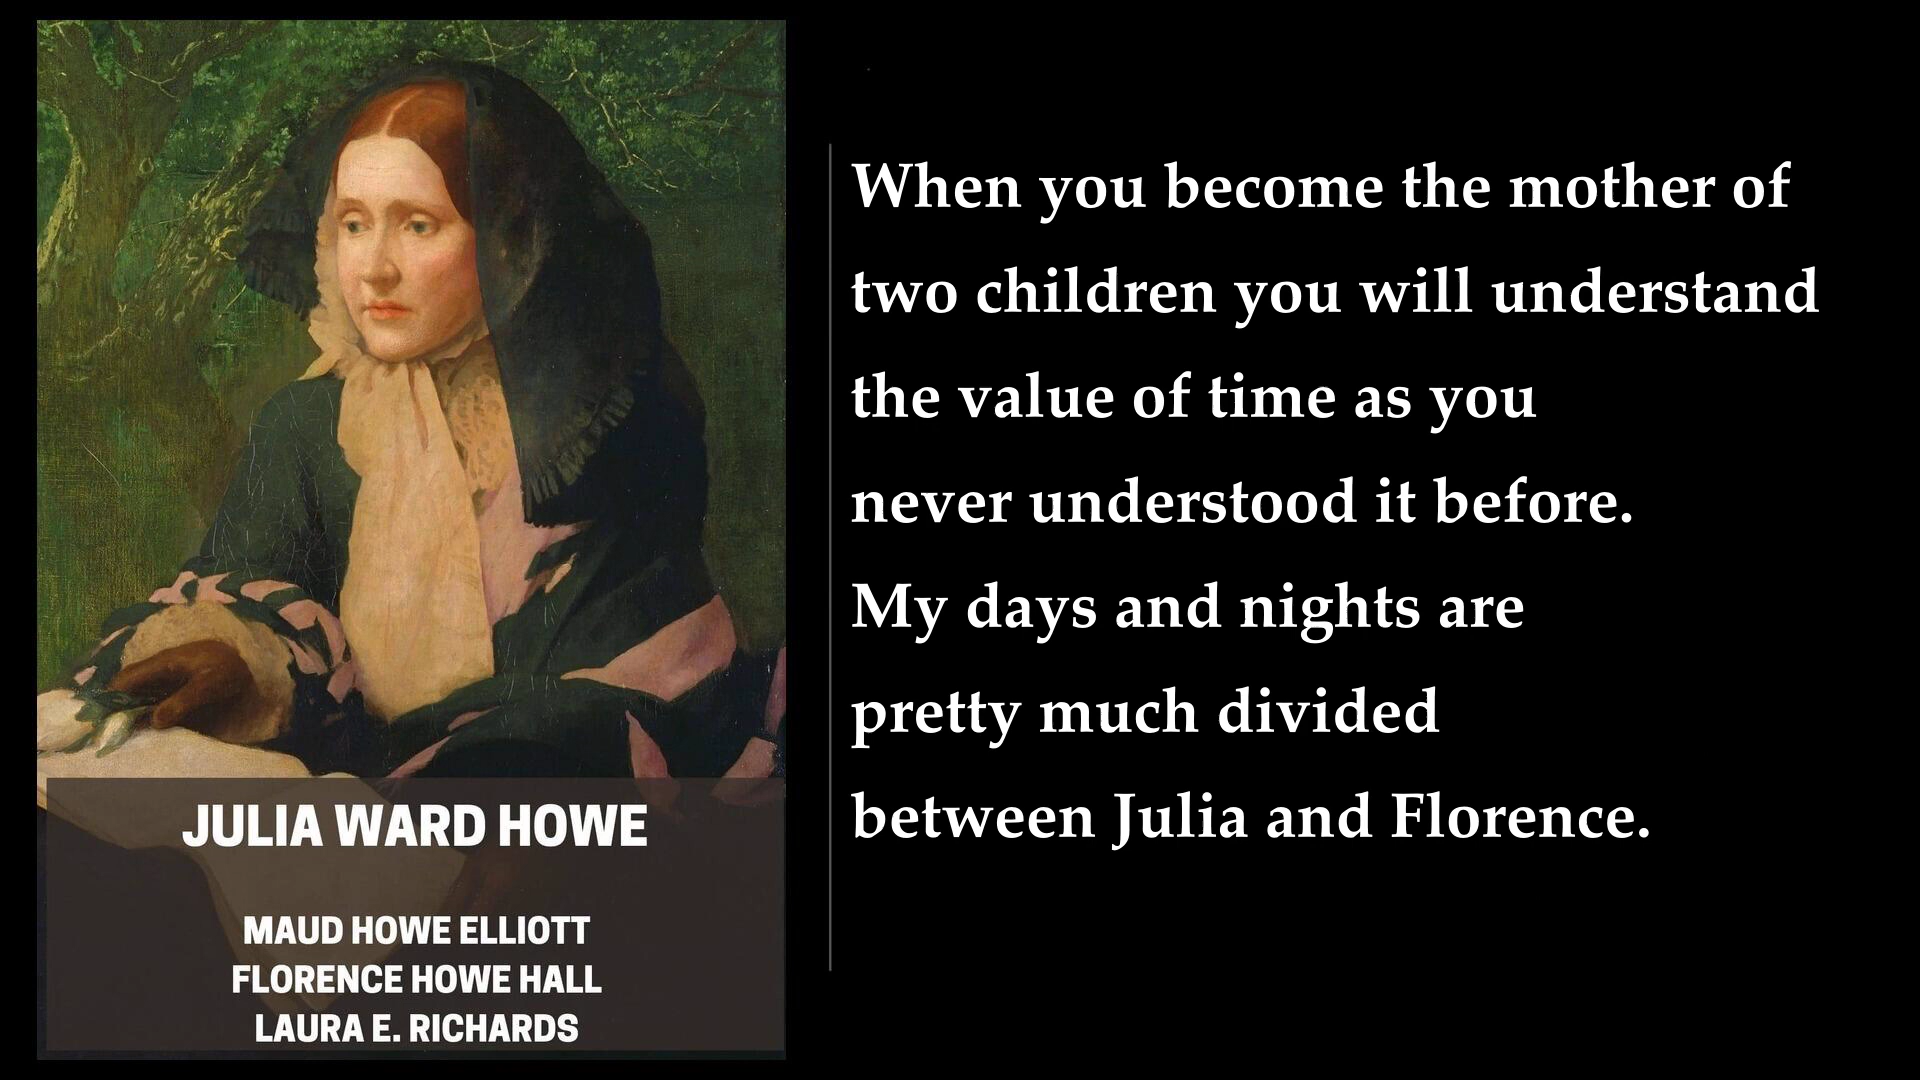 JULIA WARD HOWE
MAUD HOWE ELLIOTT
FLORENCE HOWE HALL
LAURA E. RICHARDS
When you become the mother of
two children you will understand
the value of time as you
never understood it before.
My days and nights are
pretty much divided
between Julia and Florence.